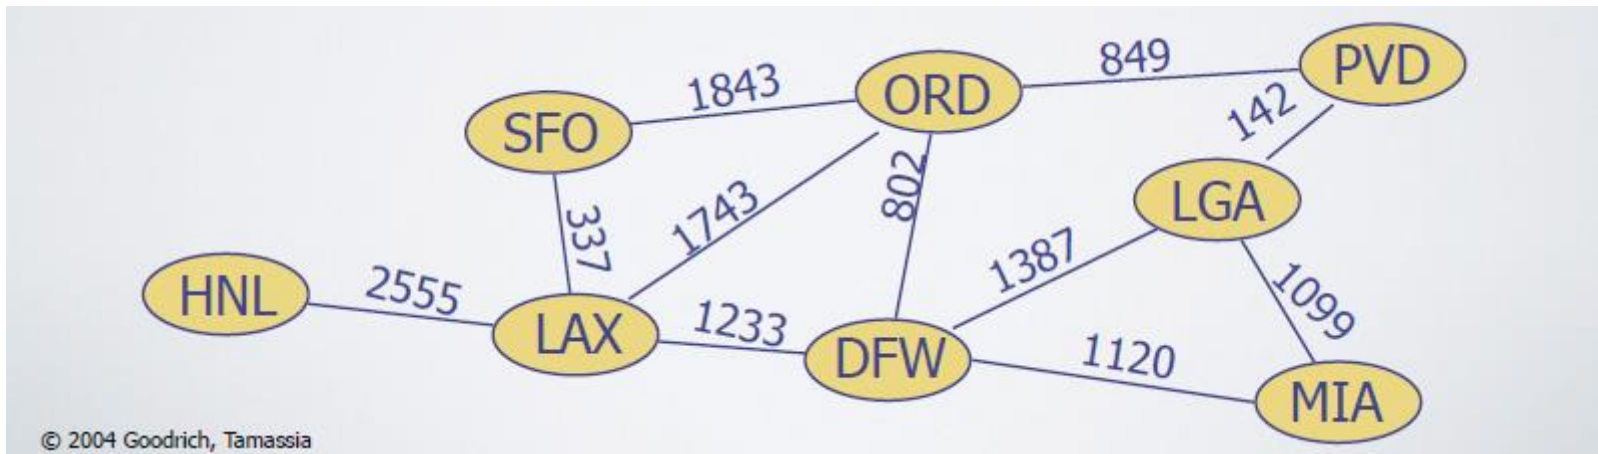 PVD
849
ORD
1843
SFO
142
802
LGA
1743
337
1387
HNL
2555
LAX
1233
DFW
1099
1120
MIA
© 2004 Goodrich, Tamassia